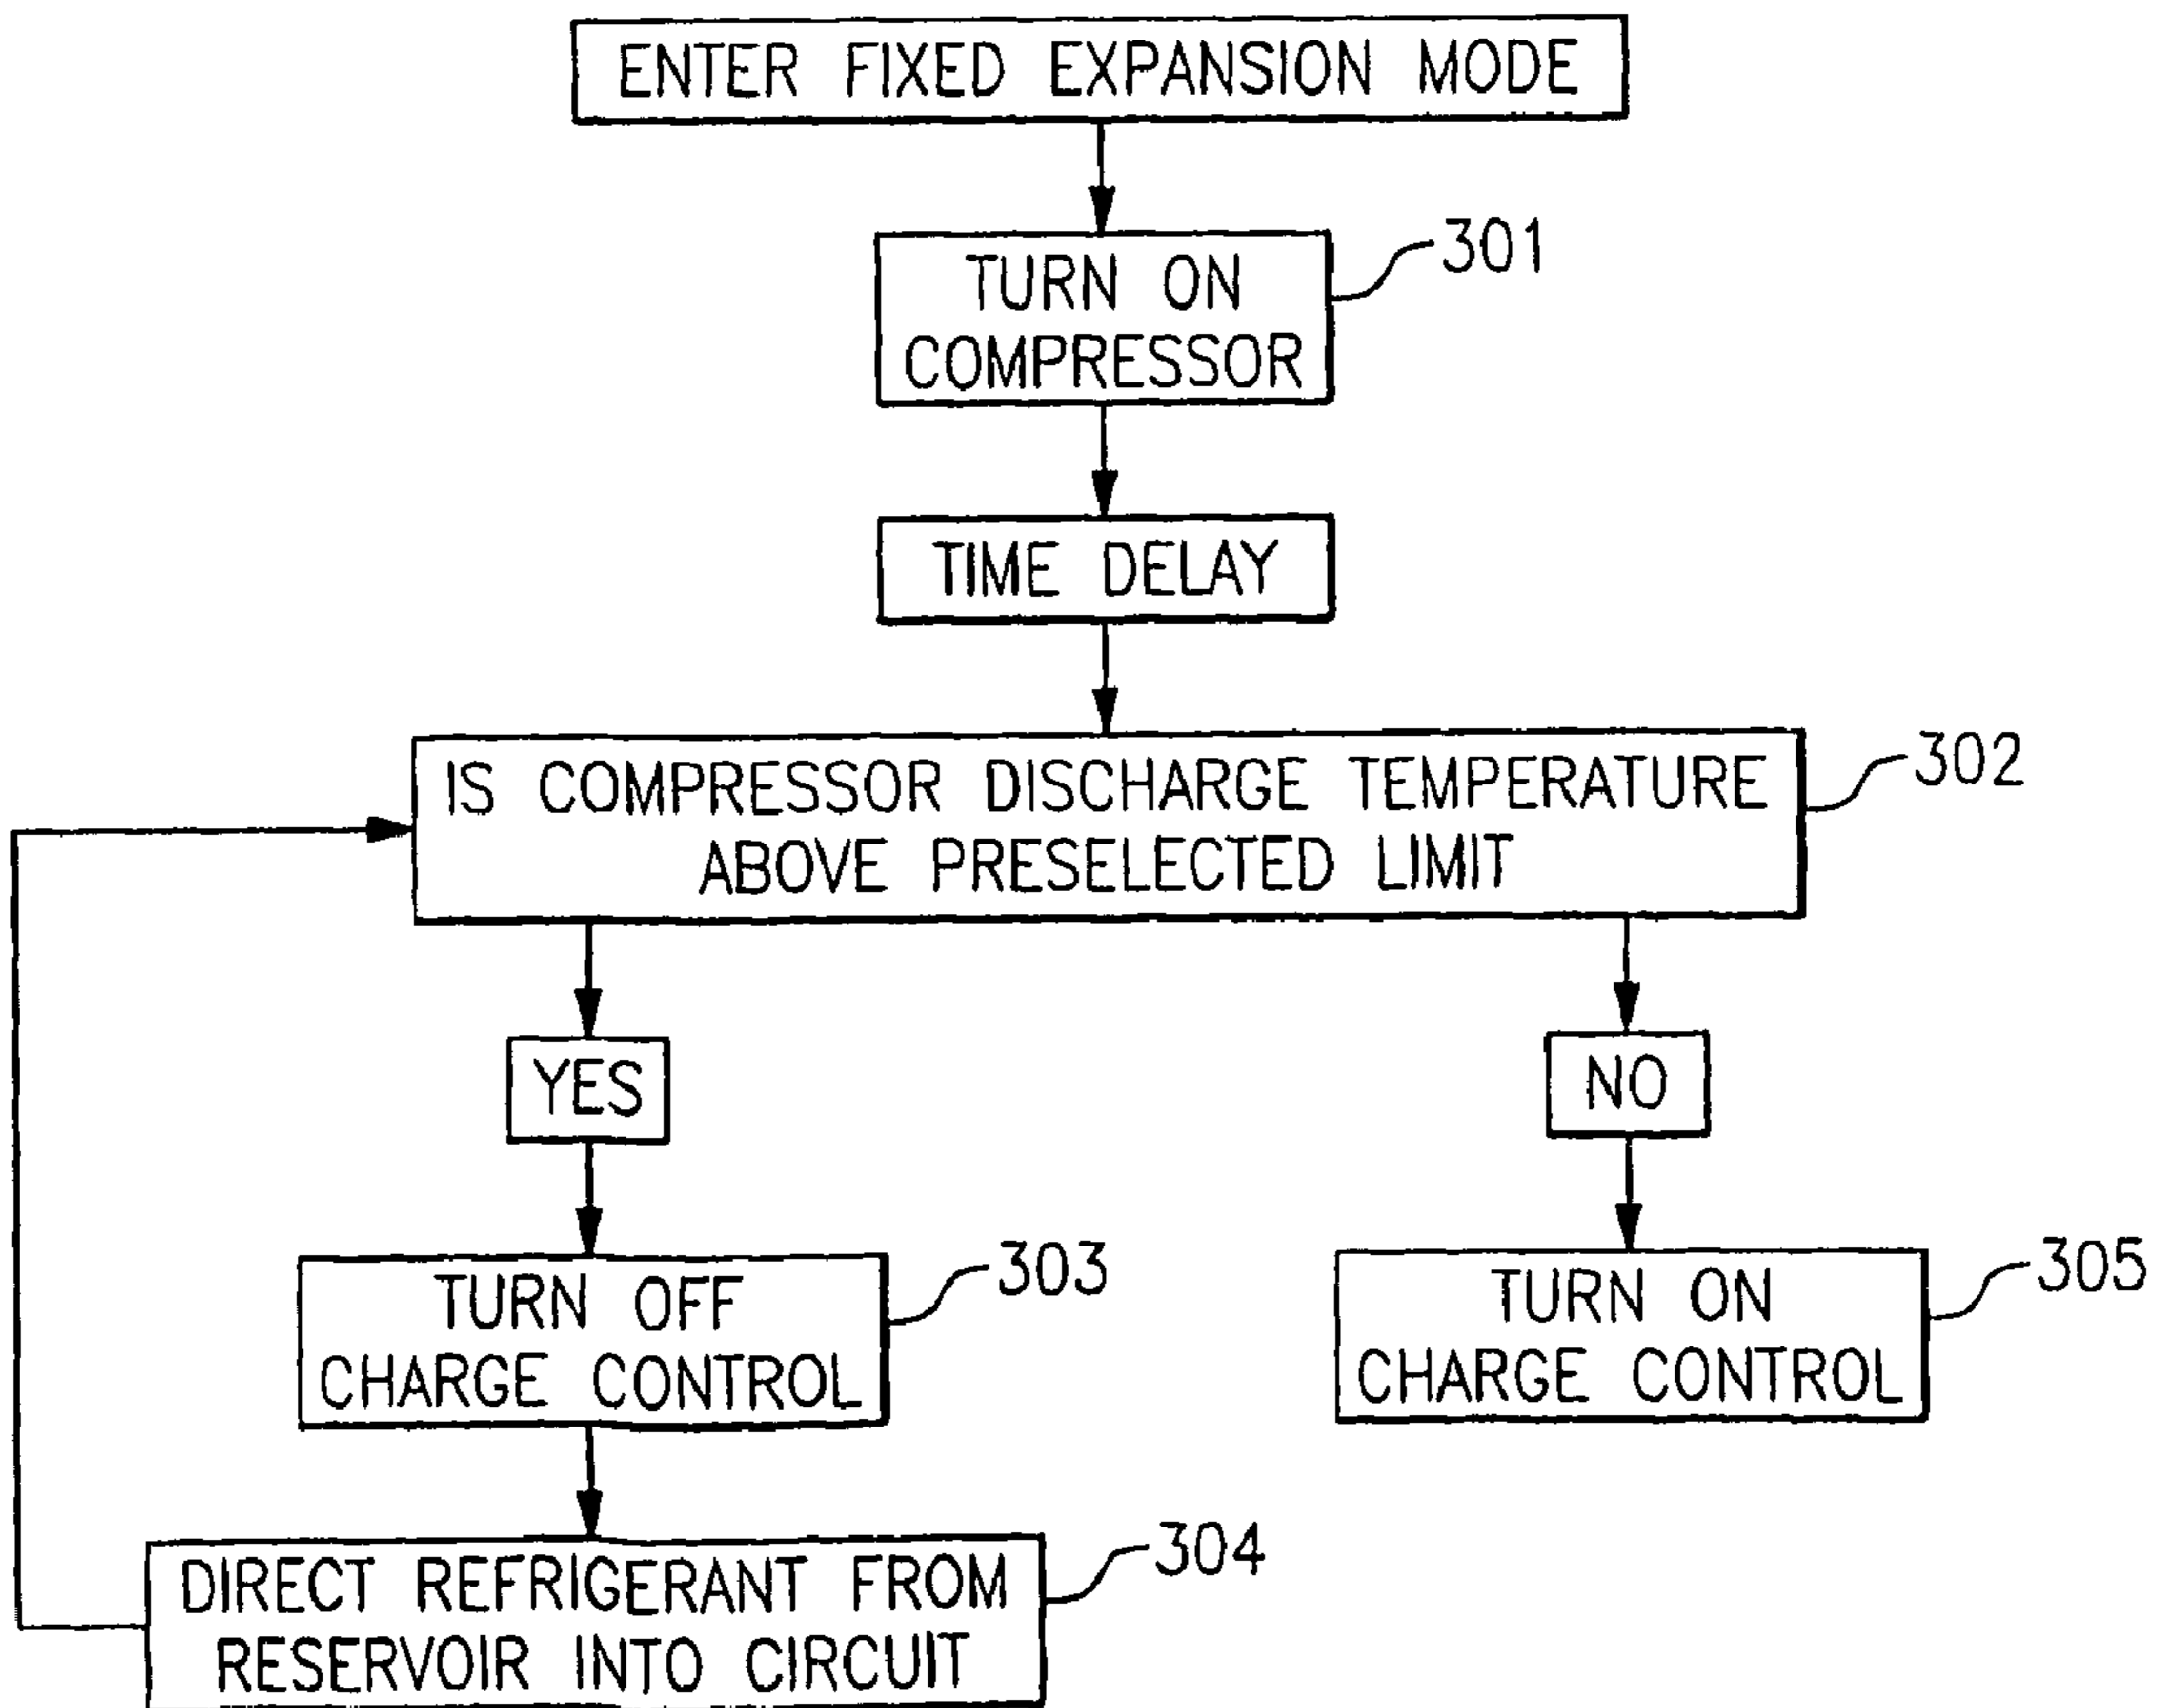 ENTER FIXED EXPANSION MODE
TURN ON
COMPRESSOR
301
TIME DELAY
IS COMPRESSOR DISCHARGE TEMPERATURE
ABOVE PRESELECTED LIMIT
302
YES
NO
TURN OFF
CHARGE CONTROL
303
TURN ON
CHARGE CONTROL
305
DIRECT REFRIGERANT FROM
RESERVOIR INTO CIRCUIT
304